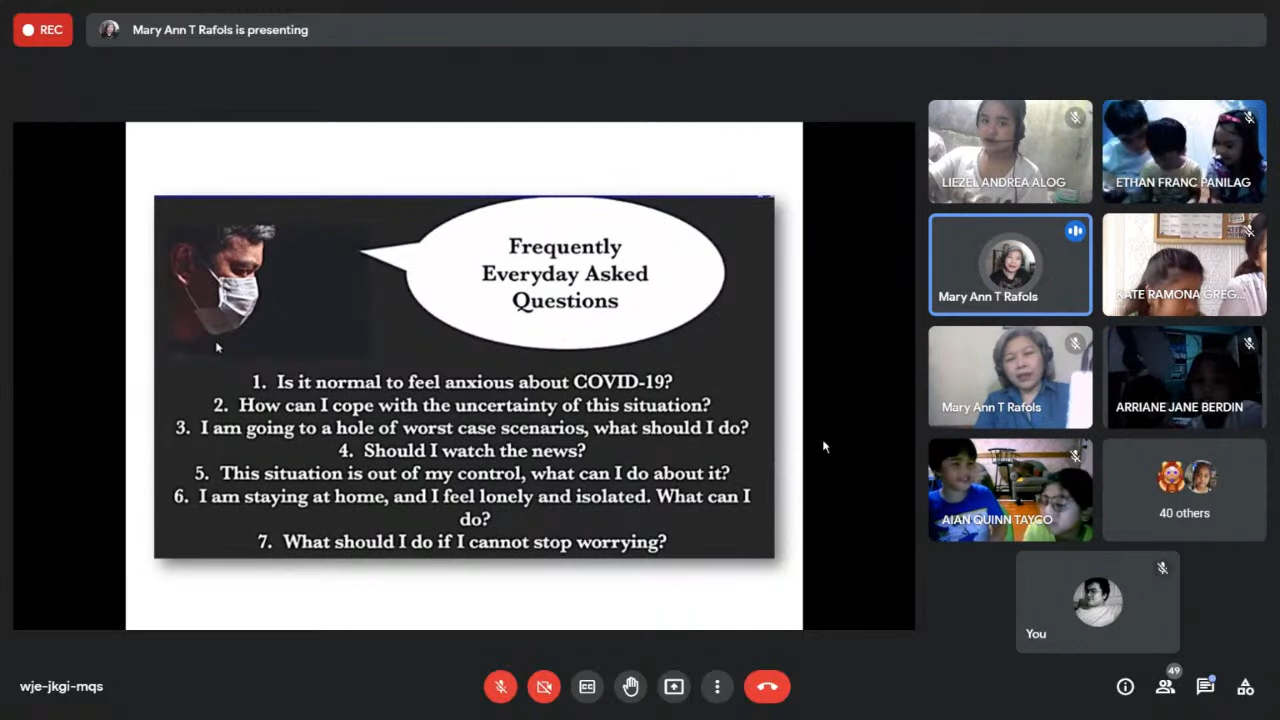 REC
Mary Ann T Rafols is presenting
Frequently
Everyday Asked
Questions
1. Is it normal to feel anxious about COVID-19?
2. How can I cope with the uncertainty of this situation?
3. I am going to a hole of worst case scenarios, what should I do?
4. Should I watch the news?
5. This situation is out of my control, what can I do about it?
6. I am staying at home, and I feel lonely and isolated. What can I
do?
7. What should I do if I cannot stop worrying?
LIEZEL ANDREA ALOG
ETHAN FRANC PANILAG
Mary Ann T Rafols
KATE RAMONA GREG...
Mary Ann T Rafols
ARRIANE JANE BERDIN
AIAN QUINN TAYCO
40 others
You
wje-jkgi-mqs
CC
49